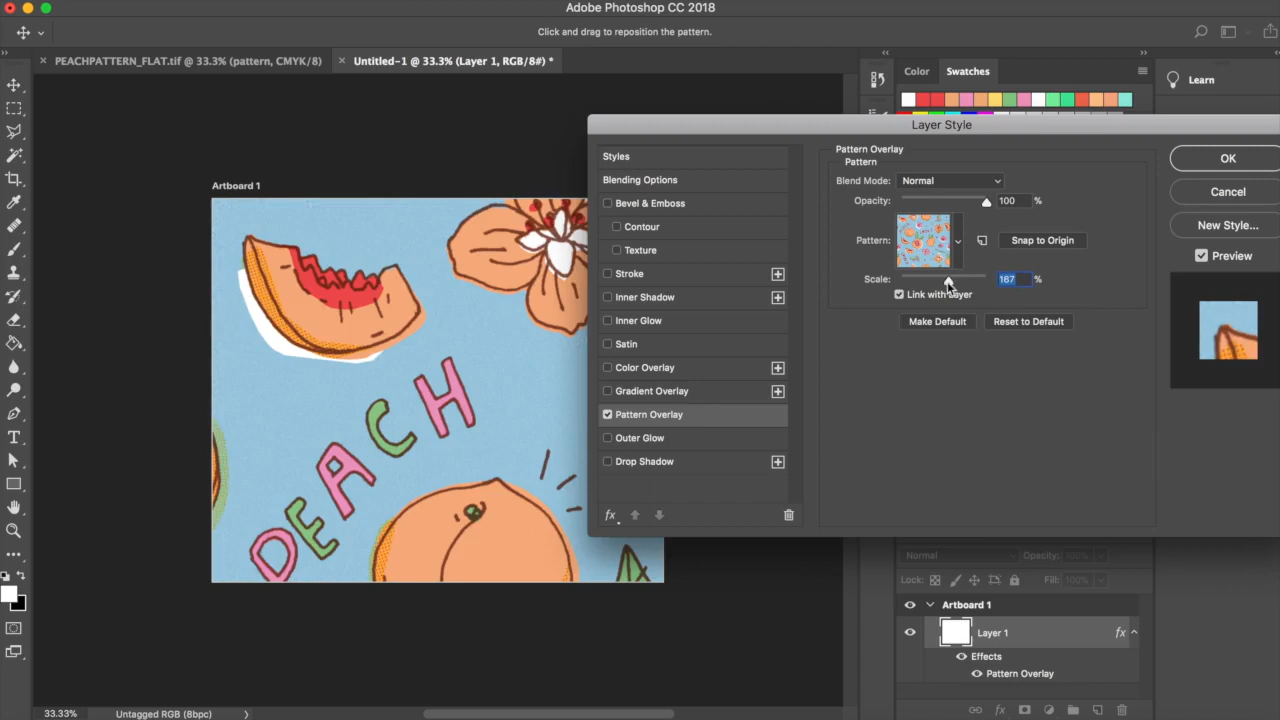 Adobe Photoshop CC 2018
Click and drag to reposition the pattern.
PEACHPATTERN_FLAT.tif @ 33.3% (pattern, CMYK/8)
Untitled-1 @ 33.3% (Layer 1, RGB/8#) *
Color
Swatches
Learn
Artboard 1
PEACH
Layer Style
Styles
Blending Options
Bevel & Emboss
Contour
Texture
Stroke
Inner Shadow
Inner Glow
Satin
Color Overlay
Gradient Overlay
Pattern Overlay
Outer Glow
Drop Shadow
fx
Pattern Overlay
Pattern
Blend Mode: Normal
Opacity: 100 %
Pattern: Snap to Origin
Scale: 167 %
Link with Layer
Make Default
Reset to Default
OK
Cancel
New Style...
Preview
Normal
Opacity: 100%
Lock:
Fill: 100%
Artboard 1
Layer 1
fx
Effects
Pattern Overlay
fx
33.33%
Untagged RGB (8bpc)